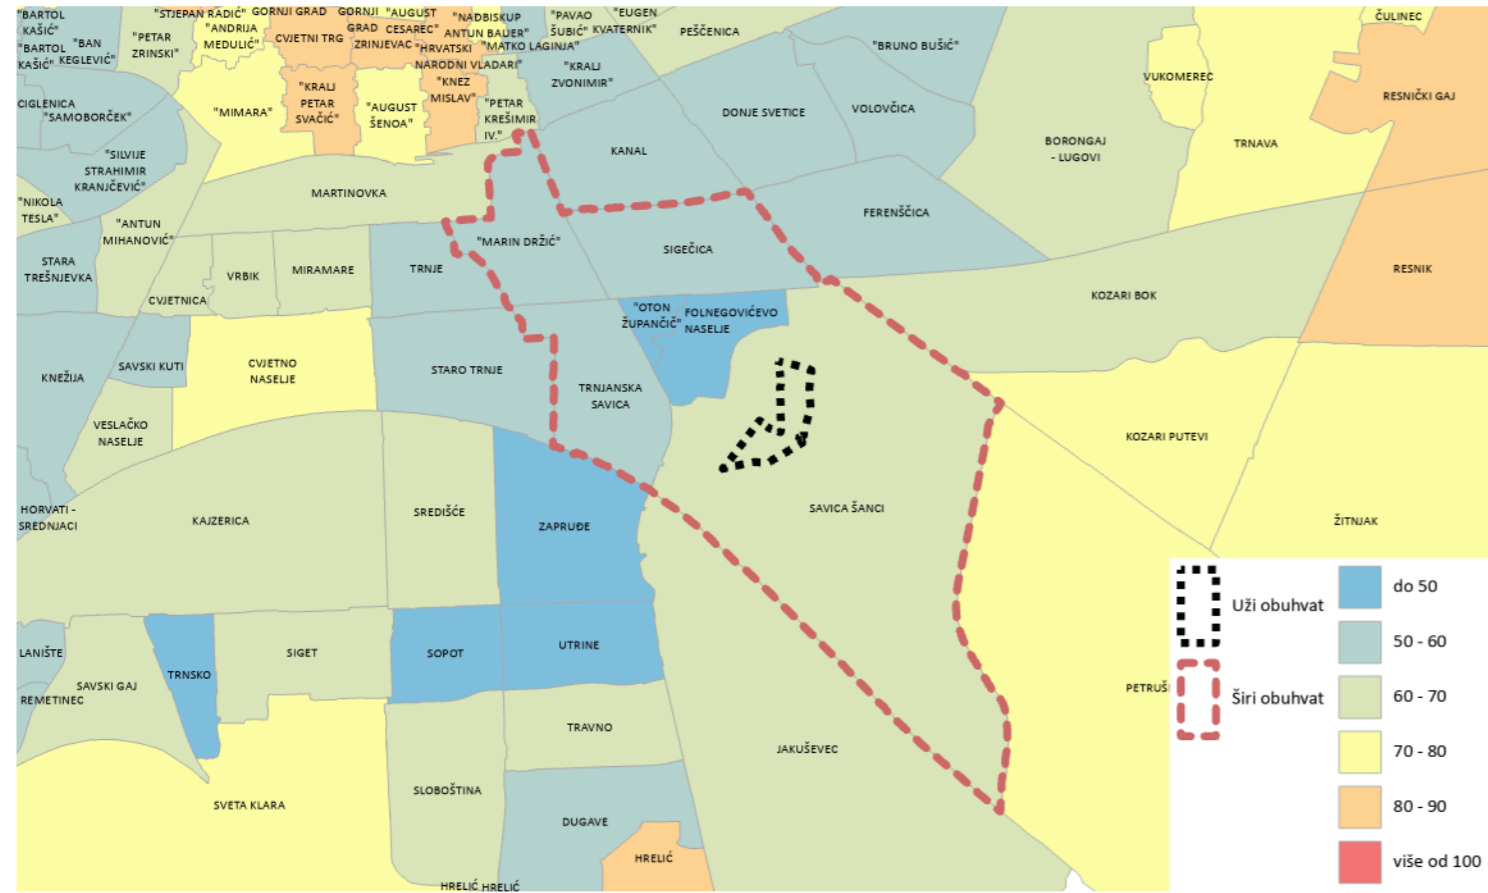 "BARTOL
KAŠIĆ"
"BARTOL
KAŠIĆ"
"BAN
KEGLEVIĆ"
"PETAR
ZRINSKI"
"STJEPAN RADIĆ"
"ANDRIJA
MEDULIĆ"
GORNJI GRAD
CVJETNI TRG
GORNJI
GRAD
ZRINJEVAC
"AUGUST
CESAREC"
"HRVATSKI
NARODNI VLADARI"
"NADBISKUP
ANTUN BAUER"
"MATKO LAGINJA"
"PAVAO
ŠUBIĆ"
"EUGEN
KVATERNIK"
PEŠČENICA
"BRUNO BUŠIĆ"
ČULINEC
VUKOMEREC
RESNIČKI GAJ
CIGLENICA
"SAMOBORČEK"
"MIMARA"
"KRALJ
PETAR
SVAČIĆ"
"AUGUST
ŠENOA"
"KNEZ
MISLAV"
"PETAR
KREŠIMIR
IV."
"KRALJ
ZVONIMIR"
DONJE SVETICE
VOLOVČICA
KANAL
BORONGAJ
- LUGOVI
TRNAVA
"SILVIJE
STRAHIMIR
KRANJČEVIĆ"
"NIKOLA
TESLA"
"ANTUN
MIHANOVIĆ"
MARTINOVKA
FERENŠČICA
"MARIN DRŽIĆ"
SIGEČICA
STARA
TREŠNJEVKA
CVJETNICA
VRBIK
MIRAMARE
TRNJE
RESNIK
KOZARI BOK
"OTON
ŽUPANČIČ"
FOLNEGOVIĆEVO
NASELJE
KNEŽIJA
SAVSKI KUTI
CVJETNO
NASELJE
STARO TRNJE
TRNJANSKA
SAVICA
VESLAČKO
NASELJE
KOZARI PUTEVI
HORVATI -
SREDNJACI
KAJZERICA
SREDIŠĆE
ZAPRUĐE
SAVICA ŠANCI
ŽITNJAK
LANIŠTE
REMETINEC
SAVSKI GAJ
TRNSKO
SIGET
SOPOT
UTRINE
PETRUŠ
TRAVNO
JAKUŠEVEC
SVETA KLARA
SLOBOŠTINA
DUGAVE
HRELIĆ
HRELIĆ HRELIĆ
Uži obuhvat
Širi obuhvat
do 50
50 - 60
60 - 70
70 - 80
80 - 90
više od 100